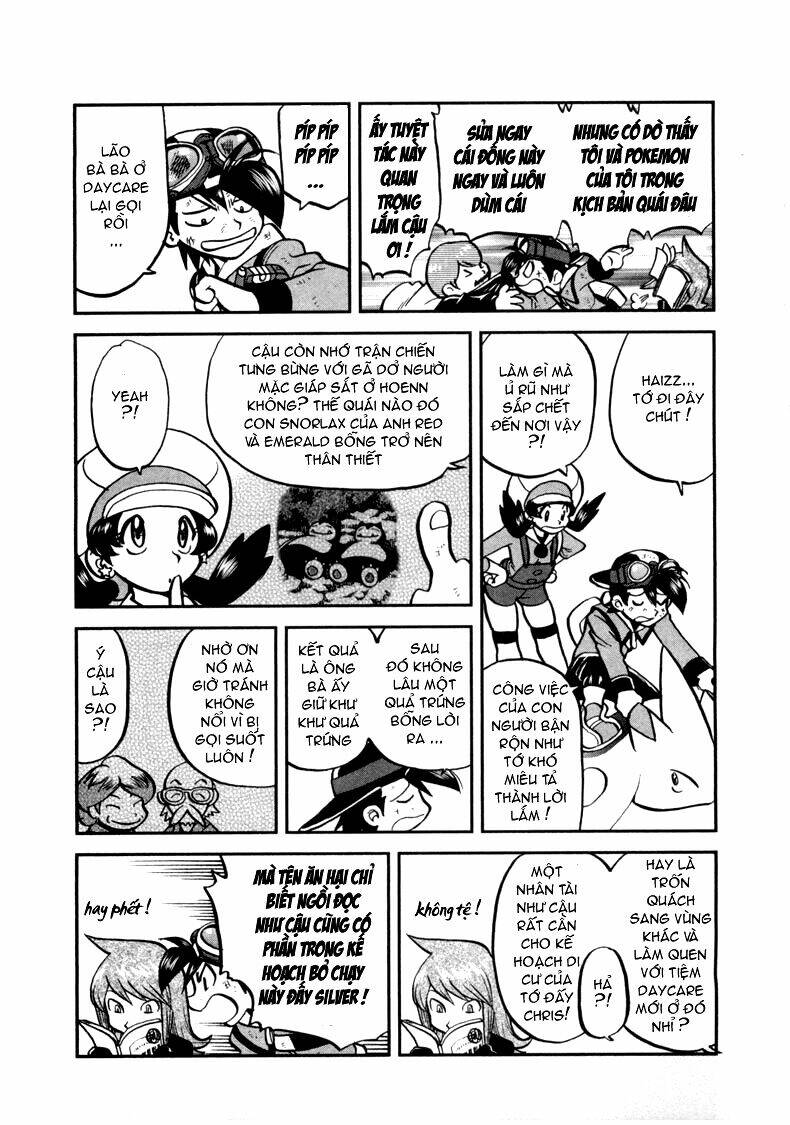 NHƯNG CÓ DÒ THẤY
TÔI VÀ POKEMON
CỦA TÔI TRONG
KỊCH BẢN QUÁI ĐÂU
SỬA NGAY
CÁI ĐỐNG NÀY
NGAY VÀ LUÔN
DÙM CÁI
ẤY TUYỆT
TÁC NÀY
QUAN
TRỌNG
LẮM CẬU
ƠI !
PÍP PÍP
PÍP PÍP
...
LÃO
BÀ BÀ Ở
DAYCARE
LẠI GỌI
RỒI
...
HAIZZ...
TỚ ĐI ĐÂY
CHÚT !
LÀM GÌ MÀ
Ủ RŨ NHƯ
SẮP CHẾT
ĐẾN NƠI VẬY
?!
CÔNG VIỆC
CỦA CON
NGƯỜI BẬN
RỘN NHƯ
TỚ KHÓ
MIÊU TẢ
THÀNH LỜI
LẮM !
CẬU CÒN NHỚ TRẬN CHIẾN
TUNG BỪNG VỚI GÃ DỞ NGƯỜI
MẶC GIÁP SẮT Ở HOENN
KHÔNG? THẾ QUÁI NÀO ĐÓ
CON SNORLAX CỦA ANH RED
VÀ EMERALD BỖNG TRỞ NÊN
THÂN THIẾT
YEAH
?!
SAU
ĐÓ KHÔNG
LÂU MỘT
QUẢ TRỨNG
BỖNG LỜI
RA ...
KẾT QUẢ
LÀ ÔNG
BÀ ẤY
GIỮ KHƯ
KHƯ QUẢ
TRỨNG
NHỜ ƠN
NÓ MÀ
GIỜ TRÁNH
KHÔNG
NỔI VÌ BỊ
GỌI SUỐT
LUÔN !
Ý
CẬU
LÀ
SAO
?!
HAY LÀ
TRỐN
QUÁCH
SANG VÙNG
KHÁC VÀ
LÀM QUEN
VỚI TIỆM
DAYCARE
MỚI Ở ĐÓ
NHỈ ?
HẢ
?!
MỘT
NHÂN TÀI
NHƯ CẬU
RẤT CẦN
CHO KẾ
HOẠCH DI
CƯ CỦA
TỚ ĐẤY
CHRIS!
không tệ !
MÀ TÊN ĂN HẠI CHỈ
BIẾT NGỒI ĐỌC
NHƯ CẬU CŨNG CÓ
PHẦN TRONG KẾ
HOẠCH BỎ CHẠY
NÀY ĐẤY SILVER !
hay phết !